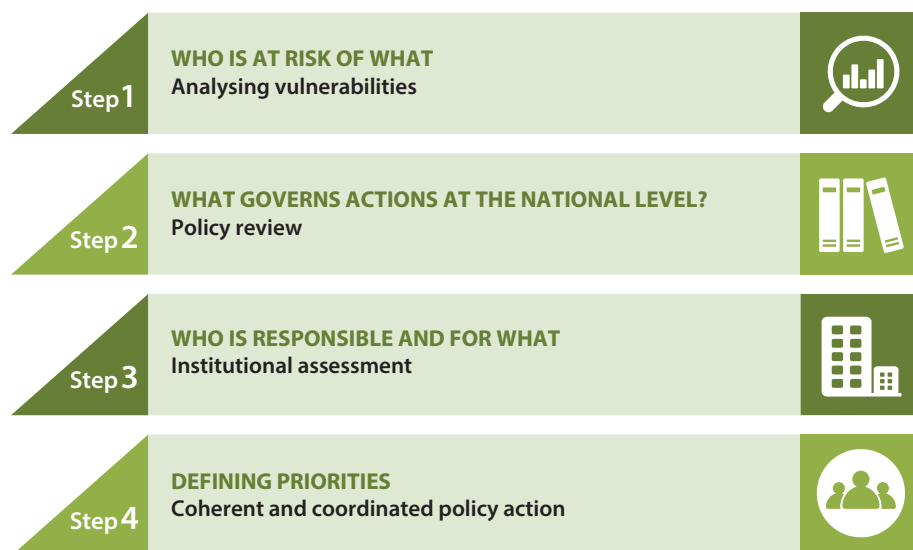 Step 1
WHO IS AT RISK OF WHAT
Analysing vulnerabilities
Step 2
WHAT GOVERNS ACTIONS AT THE NATIONAL LEVEL?
Policy review
Step 3
WHO IS RESPONSIBLE AND FOR WHAT
Institutional assessment
Step 4
DEFINING PRIORITIES
Coherent and coordinated policy action